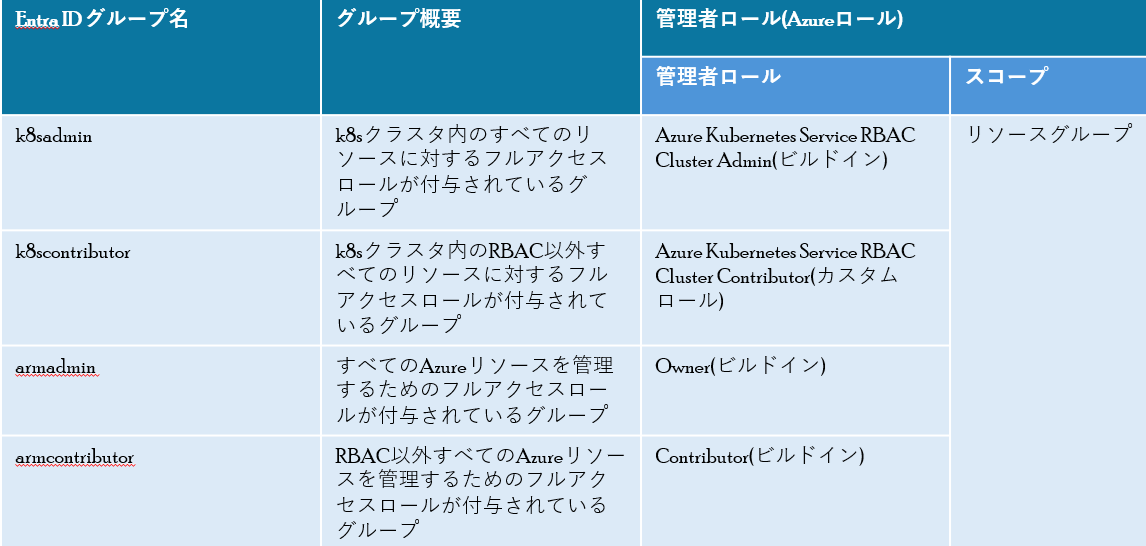 Entra IDグループ名
グループ概要
管理者ロール(Azureロール)
管理者ロール
スコープ
k8sadmin
k8sクラスタ内のすべてのリ
ソースに対するフルアクセス
ロールが付与されているグ
ループ
Azure Kubernetes Service RBAC
Cluster Admin(ビルドイン)
リソースグループ
k8scontributor
k8sクラスタ内のRBAC以外す
べてのリソースに対するフル
アクセスロールが付与されて
いるグループ
Azure Kubernetes Service RBAC
Cluster Contributor(カスタム
ロール)
armadmin
すべてのAzureリソースを管理
するためのフルアクセスロー
ルが付与されているグループ
Owner(ビルドイン)
armcontributor
RBAC以外すべてのAzureリソー
スを管理するためのフルアク
セスロールが付与されている
グループ
Contributor(ビルドイン)